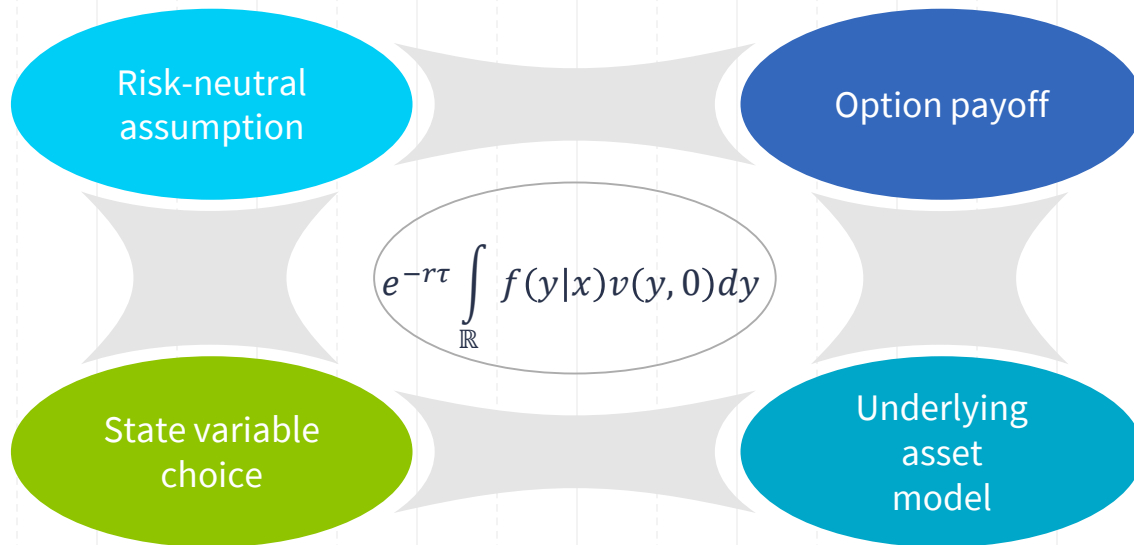 Risk-neutral
assumption
Option payoff
e^{-rτ} ∫_ℝ f(y|x)v(y, 0)dy
State variable
choice
Underlying
asset
model